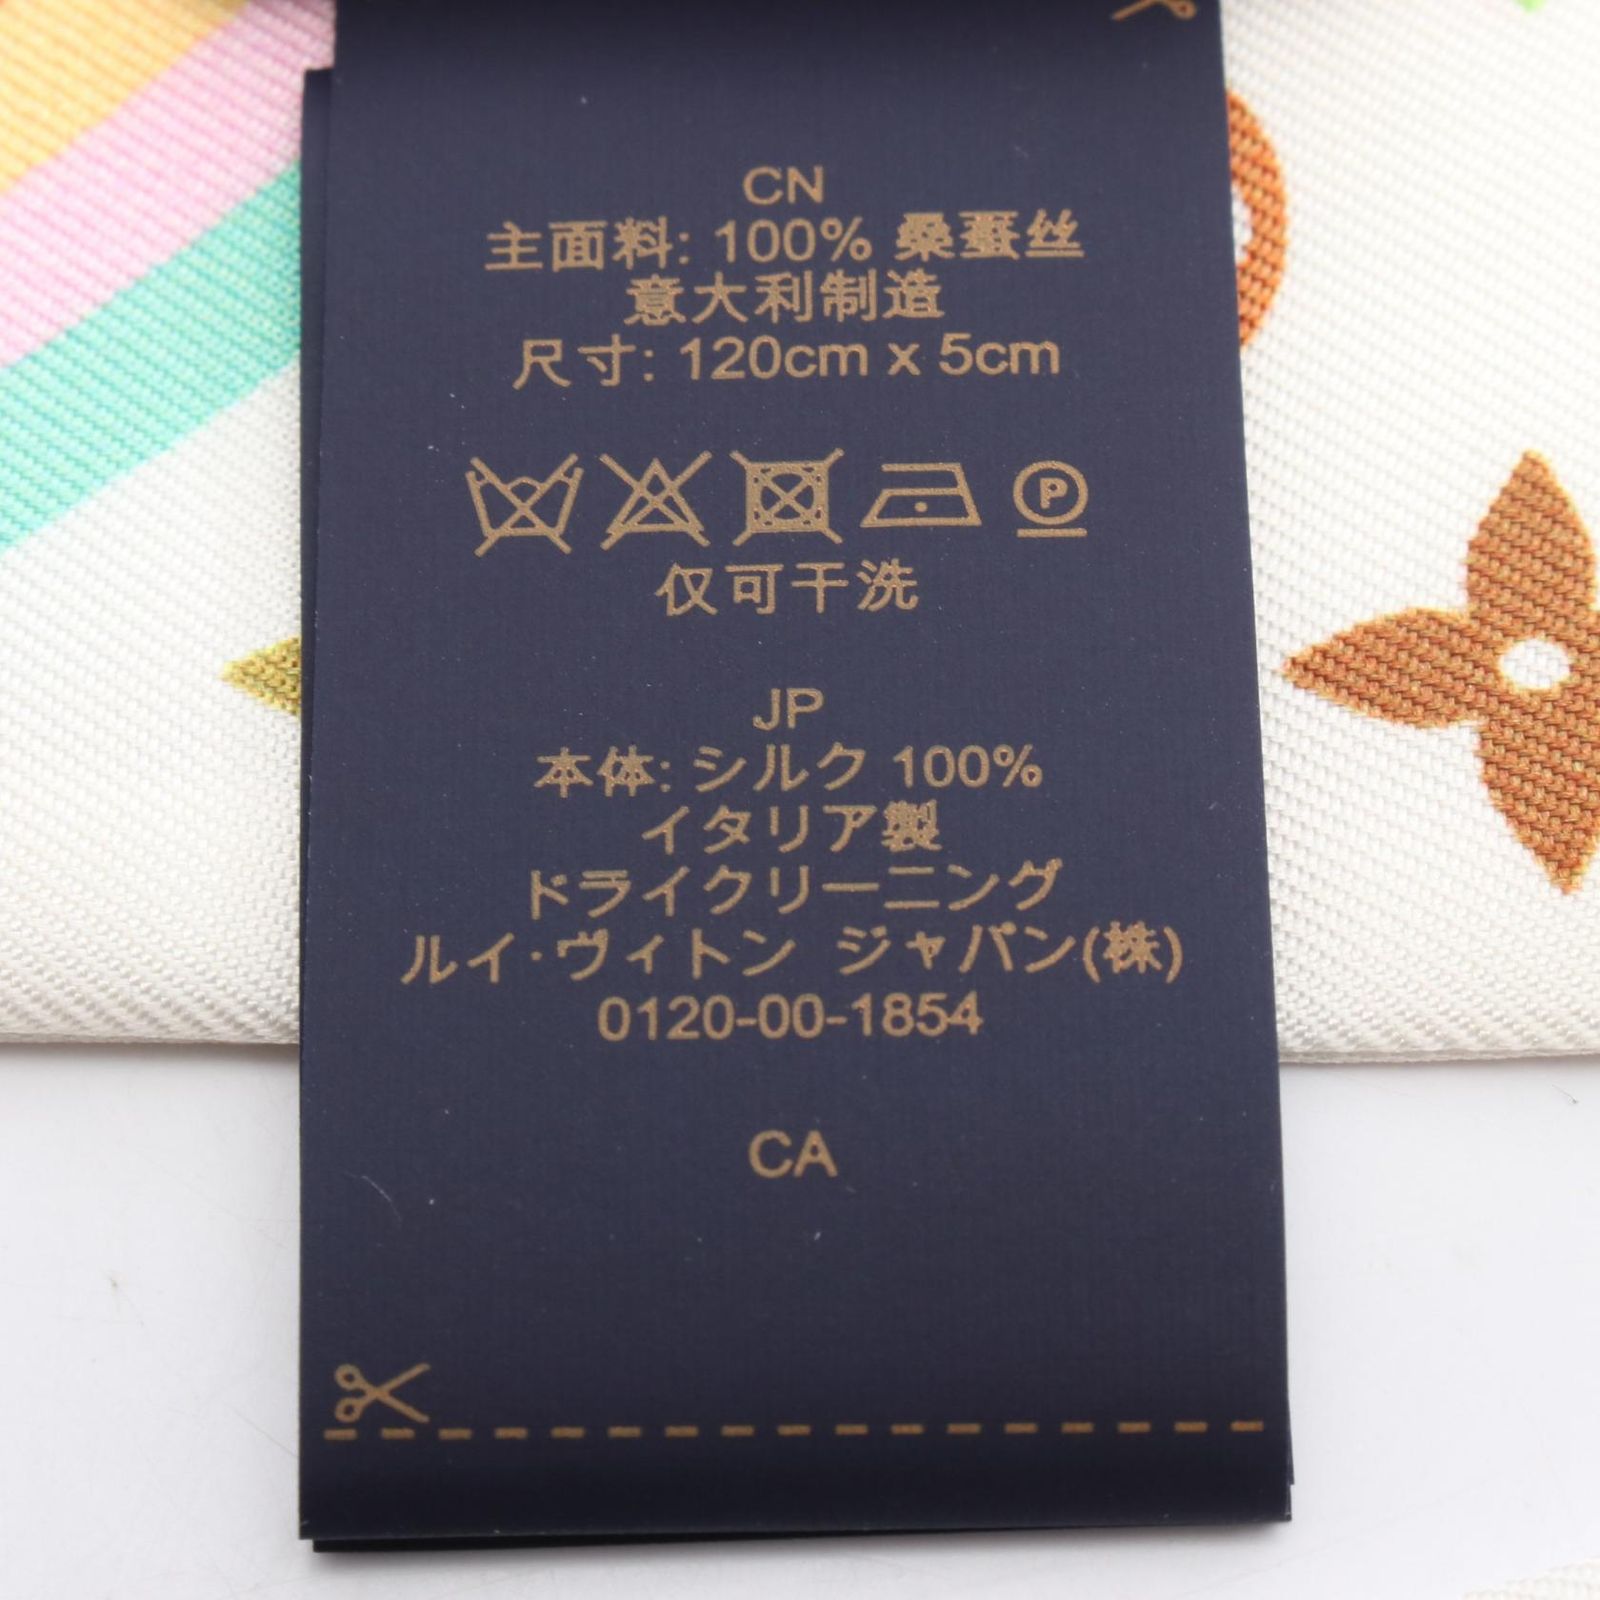 CN
主面料: 100% 桑蚕丝
意大利制造
尺寸: 120cm x 5cm
P
仅可干洗
JP
本体: シルク 100%
イタリア製
ドライクリーニング
ルイ·ヴィトン ジャパン(株)
0120-00-1854
CA